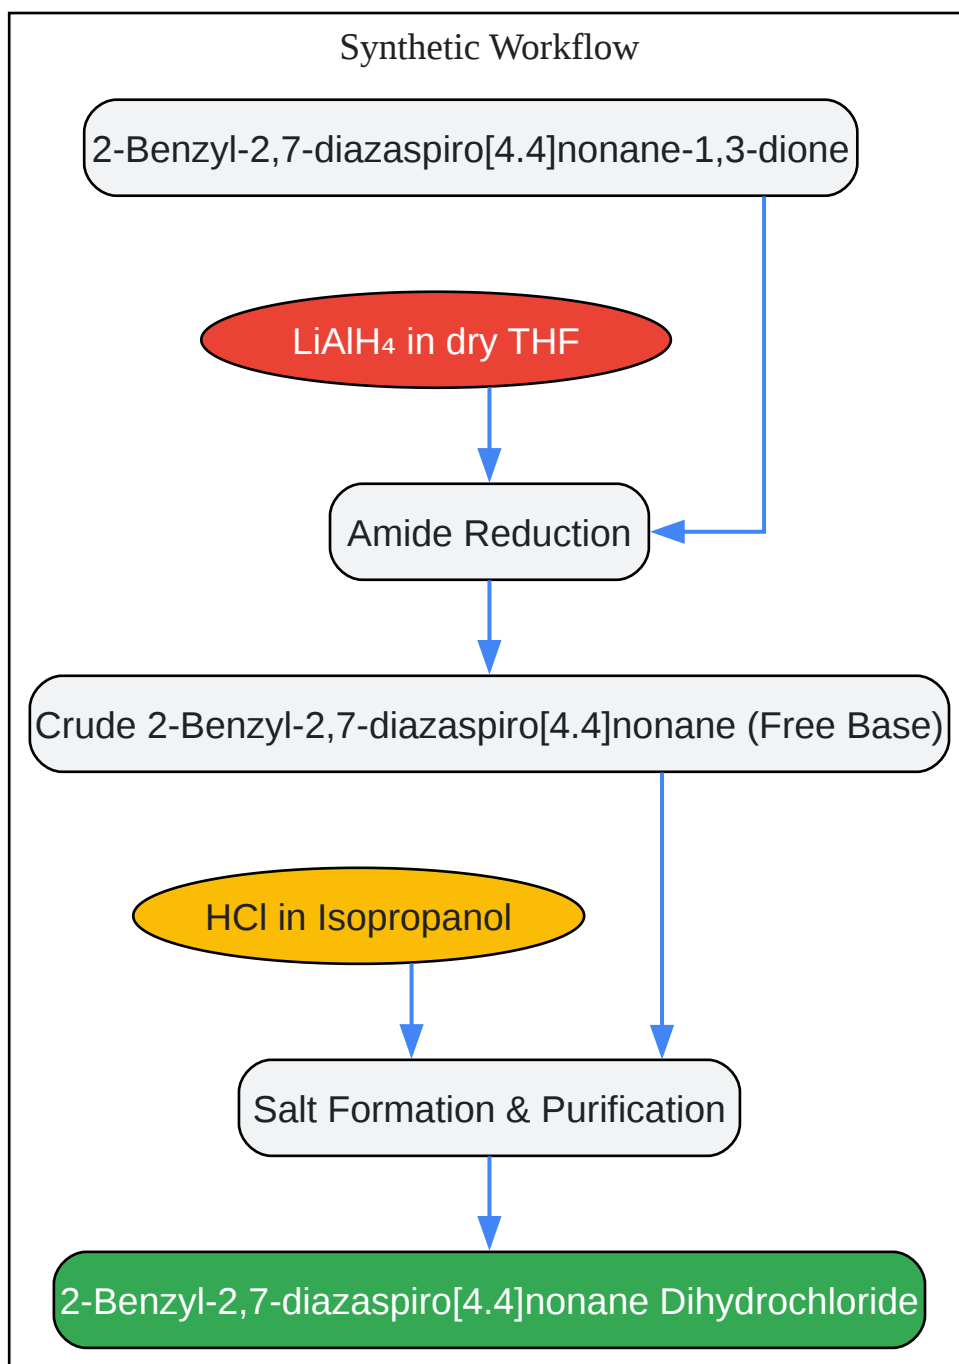 Synthetic Workflow
2-Benzyl-2,7-diazaspiro[4.4]nonane-1,3-dione
LiAlH₄ in dry THF
Amide Reduction
Crude 2-Benzyl-2,7-diazaspiro[4.4]nonane (Free Base)
HCl in Isopropanol
Salt Formation & Purification
2-Benzyl-2,7-diazaspiro[4.4]nonane Dihydrochloride